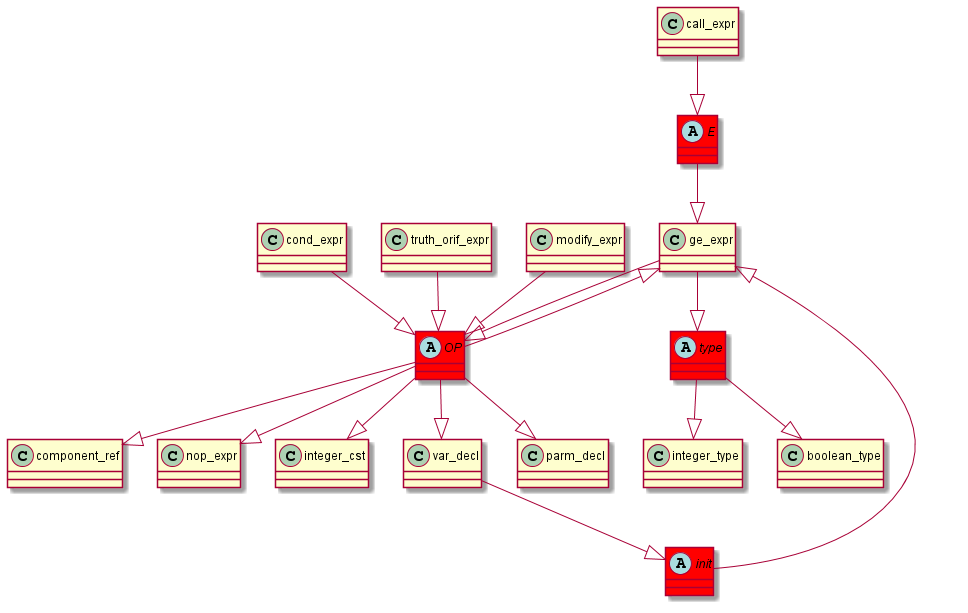 C call_expr
A E
C cond_expr
C truth_orif_expr
C modify_expr
C ge_expr
A OP
A type
C component_ref
C nop_expr
C integer_cst
C var_decl
C parm_decl
C integer_type
C boolean_type
A init